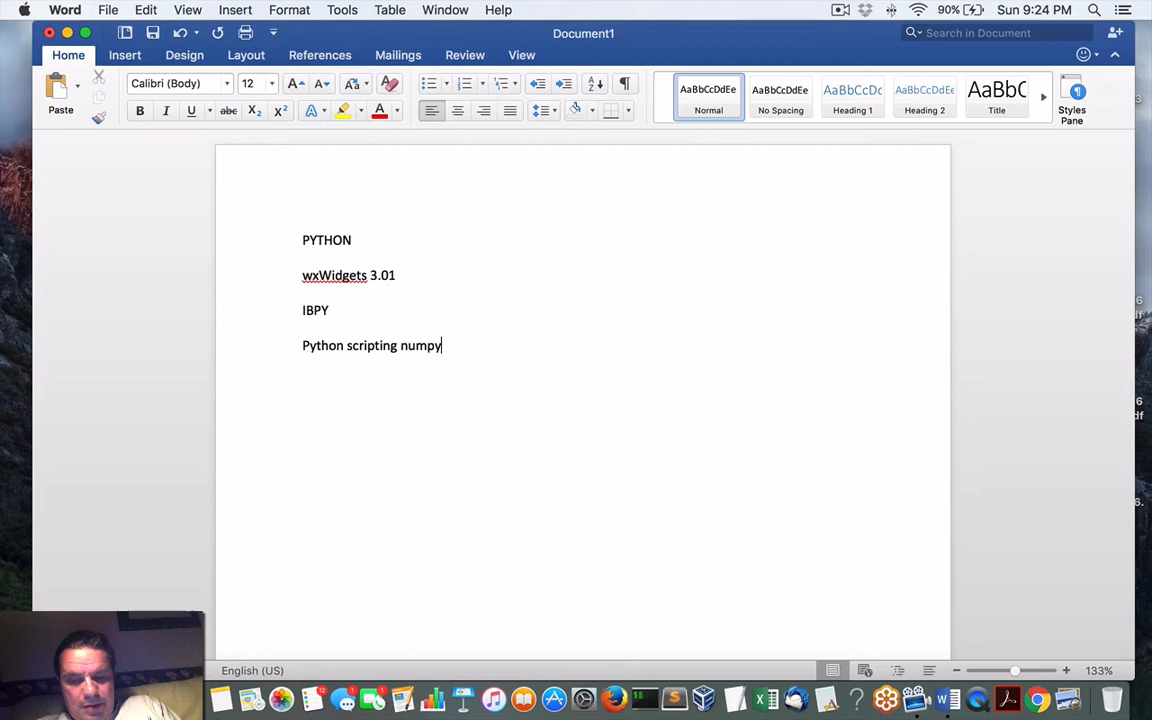 Word File Edit View Insert Format Tools Table Window Help 90% Sun 9:24 PM
Document1 Search in Document
Home Insert Design Layout References Mailings Review View
Calibri (Body) 12
AaBbCcDdEe AaBbCcDdEe AaBbCcDc AaBbCcDdEe AaBbC
Paste B I U abc X2 X2 A A Normal No Spacing Heading 1 Heading 2 Title Styles Pane
PYTHON
wxWidgets 3.01
IBPY
Python scripting numpy
English (US) 133%